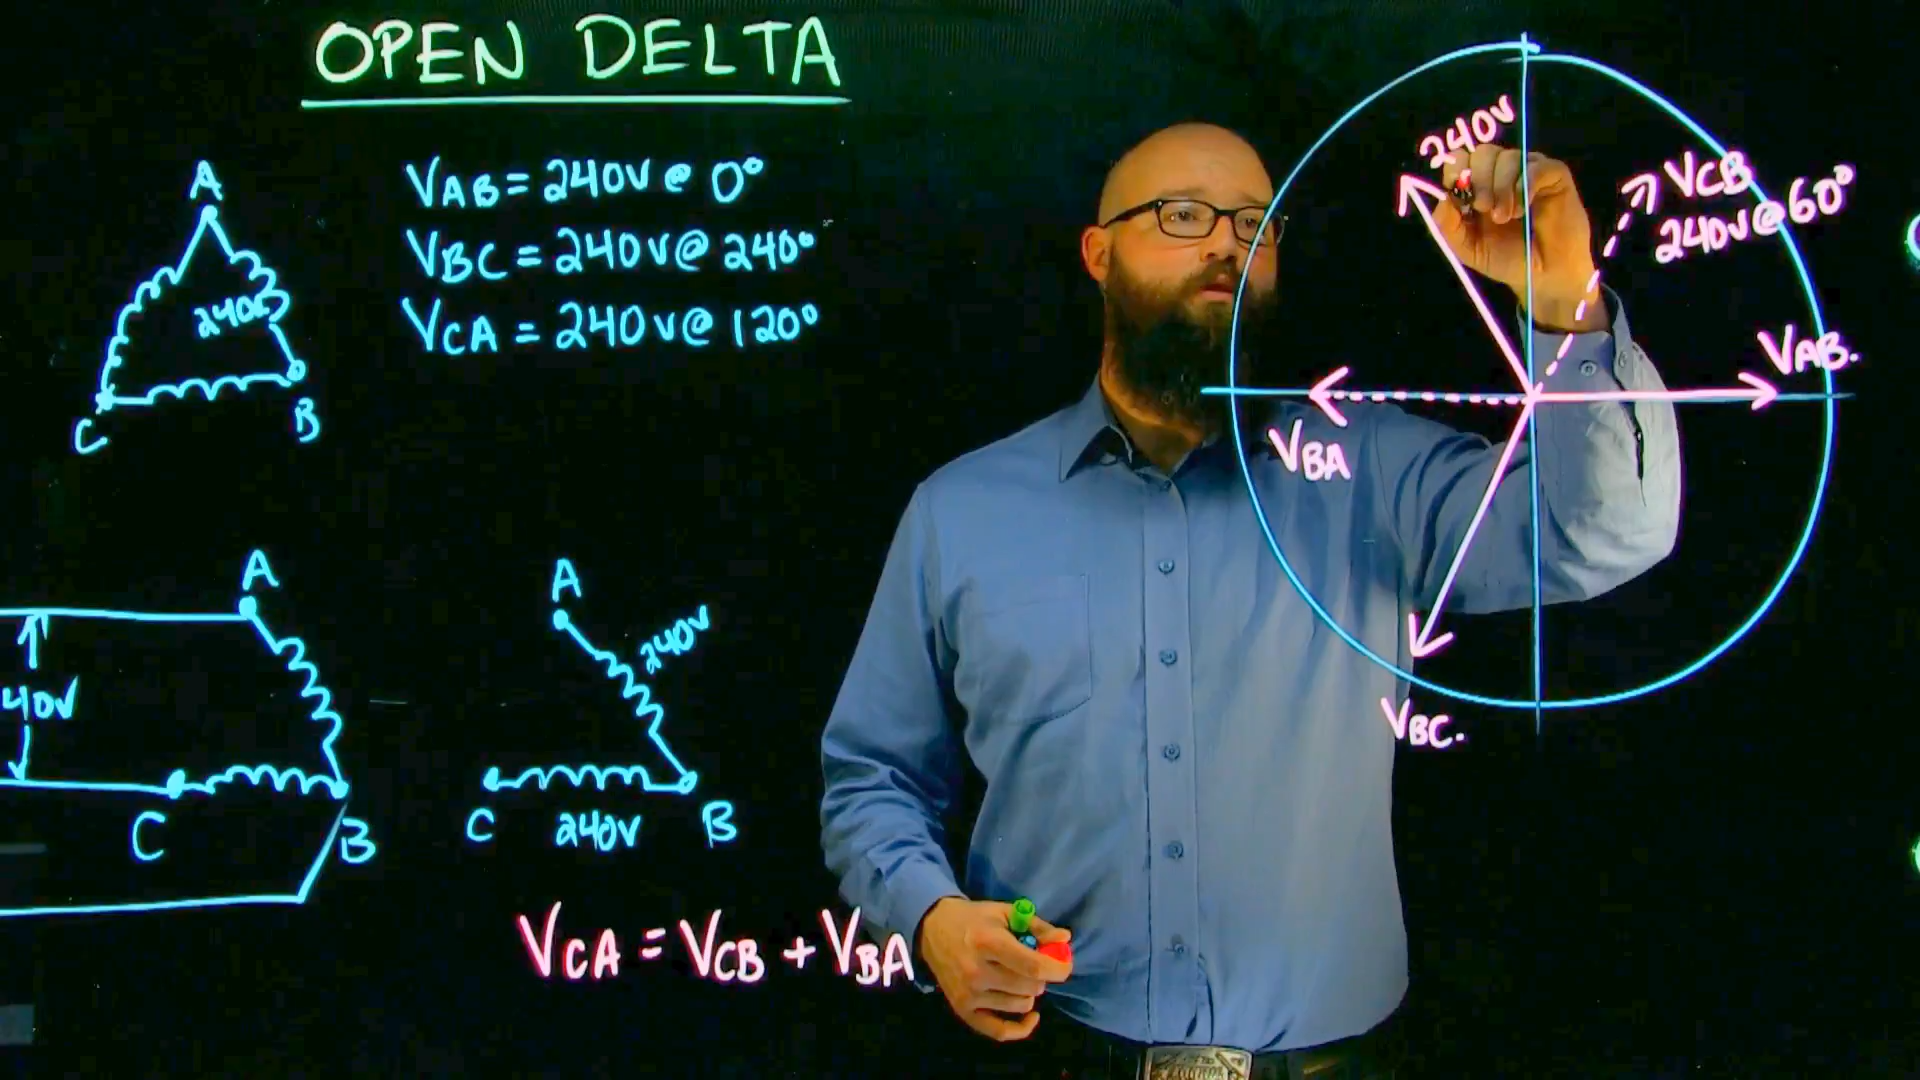 OPEN DELTA
A
240V
C
B
VAB = 240V @ 0°
VBC = 240V @ 240°
VCA = 240V @ 120°
A
40V
C
B
A
240V
C
240V
B
VCA = VCB + VBA
240V
VCB
240V@60°
VAB.
VBA
VBC.